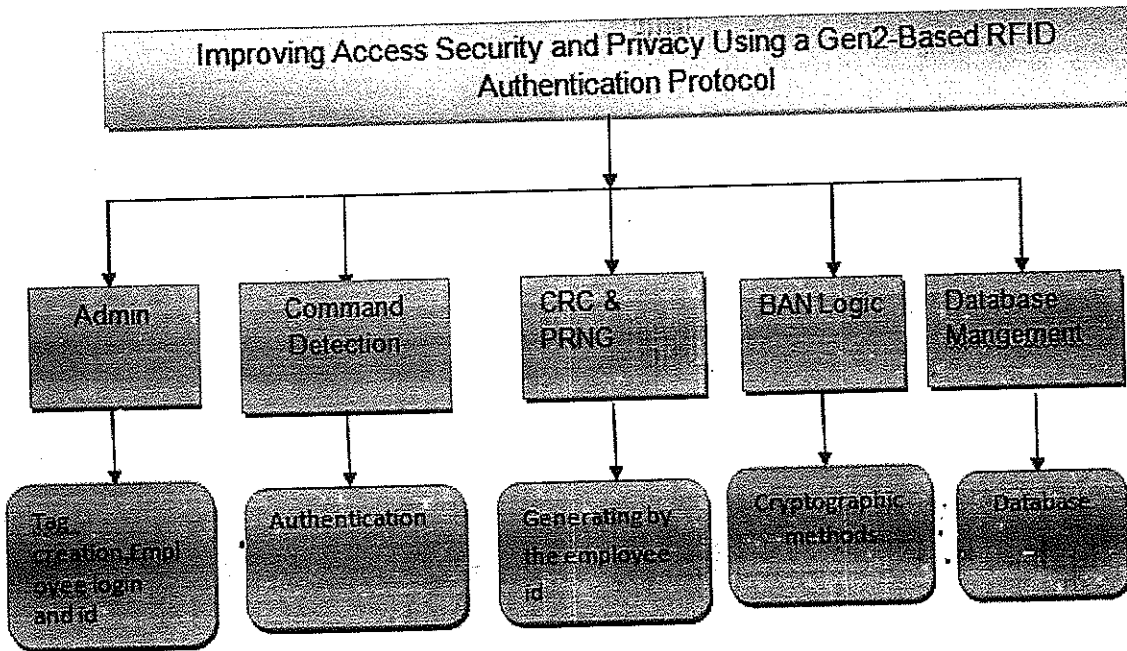 Improving Access Security and Privacy Using a Gen2-Based RFID
Authentication Protocol
Admin
Command
Detection
CRC &
PRNG
BAN Logic
Database
Mangement
Tag
creation,Empl
oyee login
and id
Authentication
Generating by
the employee
id
Cryptographic
methods
Database